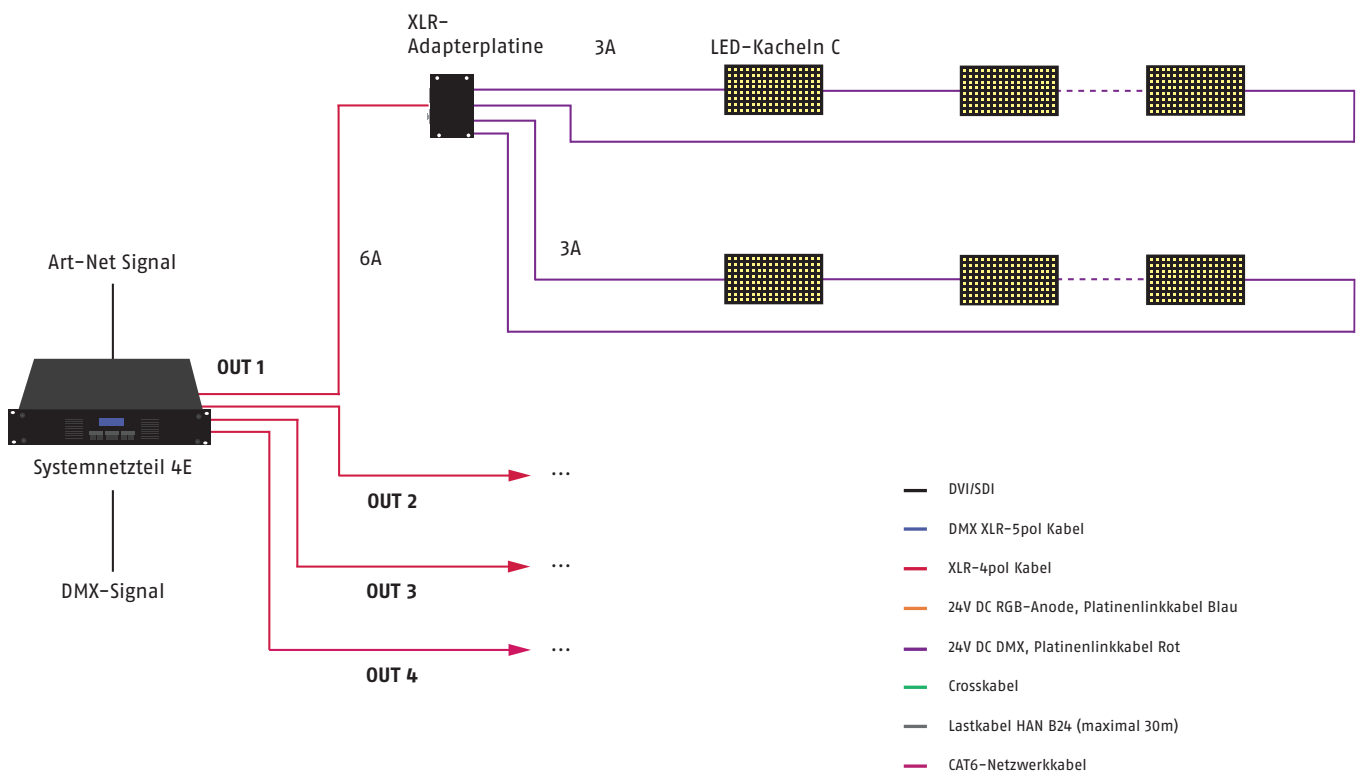 XLR-
Adapterplatine
3A
LED-Kacheln C
Art-Net Signal
6A
3A
OUT 1
Systemnetzteil 4E
OUT 2
...
DMX-Signal
OUT 3
...
OUT 4
...
DVI/SDI
DMX XLR-5pol Kabel
XLR-4pol Kabel
24V DC RGB-Anode, Platinenlinkkabel Blau
24V DC DMX, Platinenlinkkabel Rot
Crosskabel
Lastkabel HAN B24 (maximal 30m)
CAT6-Netzwerkkabel